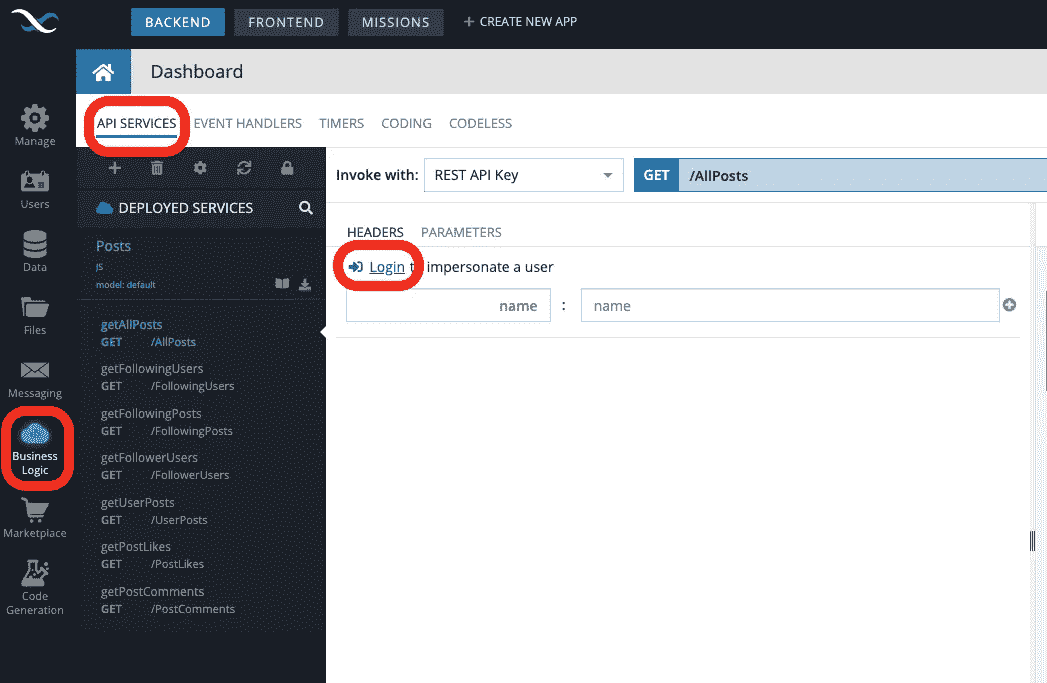 BACKEND FRONTEND MISSIONS + CREATE NEW APP
Dashboard
API SERVICES EVENT HANDLERS TIMERS CODING CODELESS
Manage
Users
Data
Files
Messaging
Business
Logic
Marketplace
Code
Generation
DEPLOYED SERVICES
Posts
JS
model: default
getAllPosts
GET /AllPosts
getFollowingUsers
GET /FollowingUsers
getFollowingPosts
GET /FollowingPosts
getFollowerUsers
GET /FollowerUsers
getUserPosts
GET /UserPosts
getPostLikes
GET /PostLikes
getPostComments
GET /PostComments
Invoke with: REST API Key GET /AllPosts
HEADERS PARAMETERS
Login impersonate a user
name : name